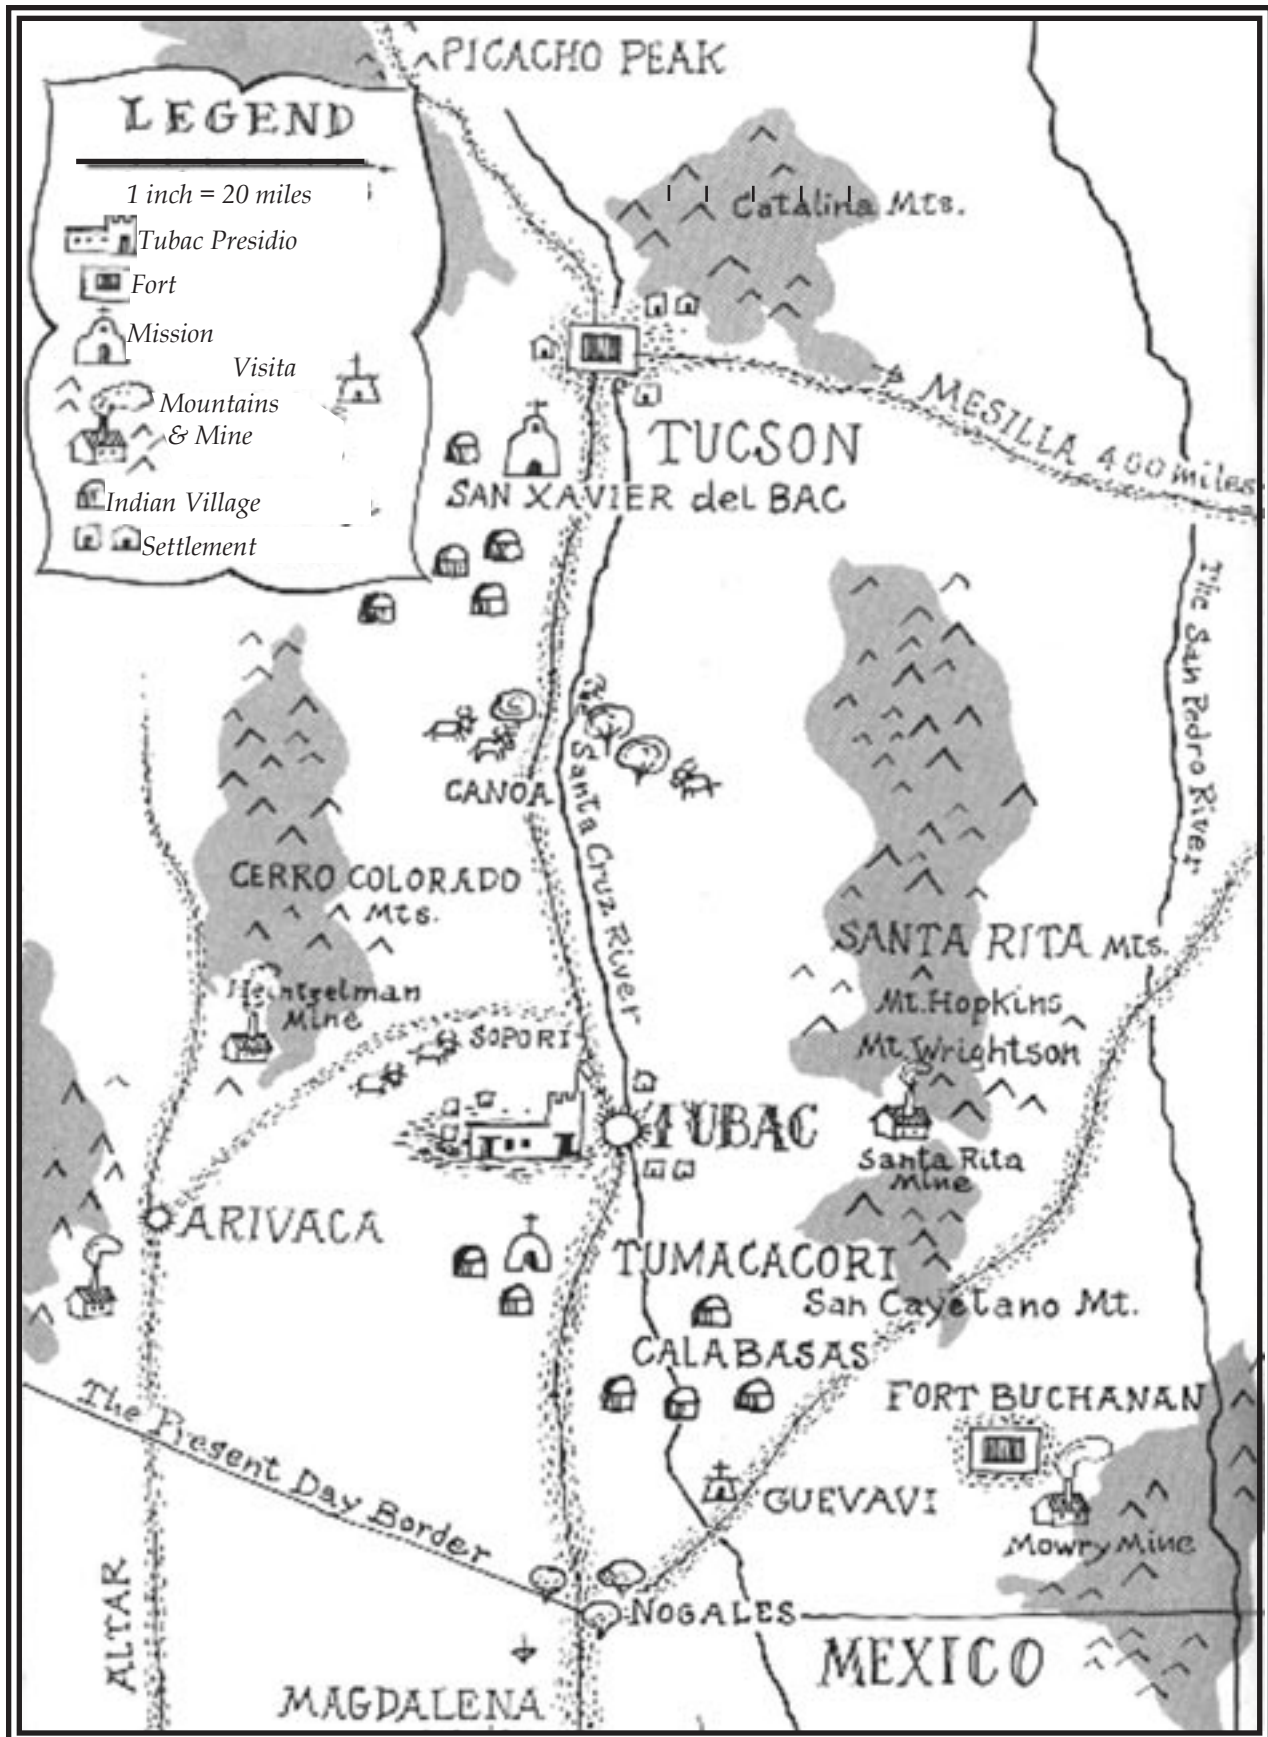 PICACHO PEAK
LEGEND
1 inch = 20 miles
Tubac Presidio
Fort
Mission
Visita
Mountains
& Mine
Indian Village
Settlement
Catalina Mts.
MESILLA 400 miles
TUCSON
SAN XAVIER del BAC
The San Pedro River
Santa Cruz River
CANOA
CERRO COLORADO
Mts.
SANTA RITA Mts.
Heintzelman
Mine
Mt. Hopkins
SOPORI
Mt. Wrightson
TUBAC
Santa Rita
Mine
ARIVACA
TUMACACORI
San Cayetano Mt.
CALABASAS
The Present Day Border
FORT BUCHANAN
GUEVAVI
Mowry Mine
ALTAR
NOGALES
MEXICO
MAGDALENA